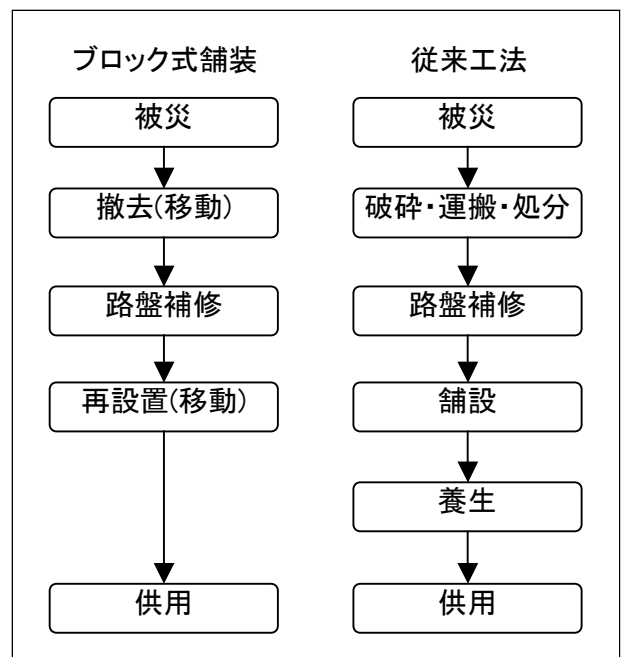 ブロック式舗装
被災
撤去(移動)
路盤補修
再設置(移動)
供用
従来工法
被災
破砕・運搬・処分
路盤補修
舗設
養生
供用